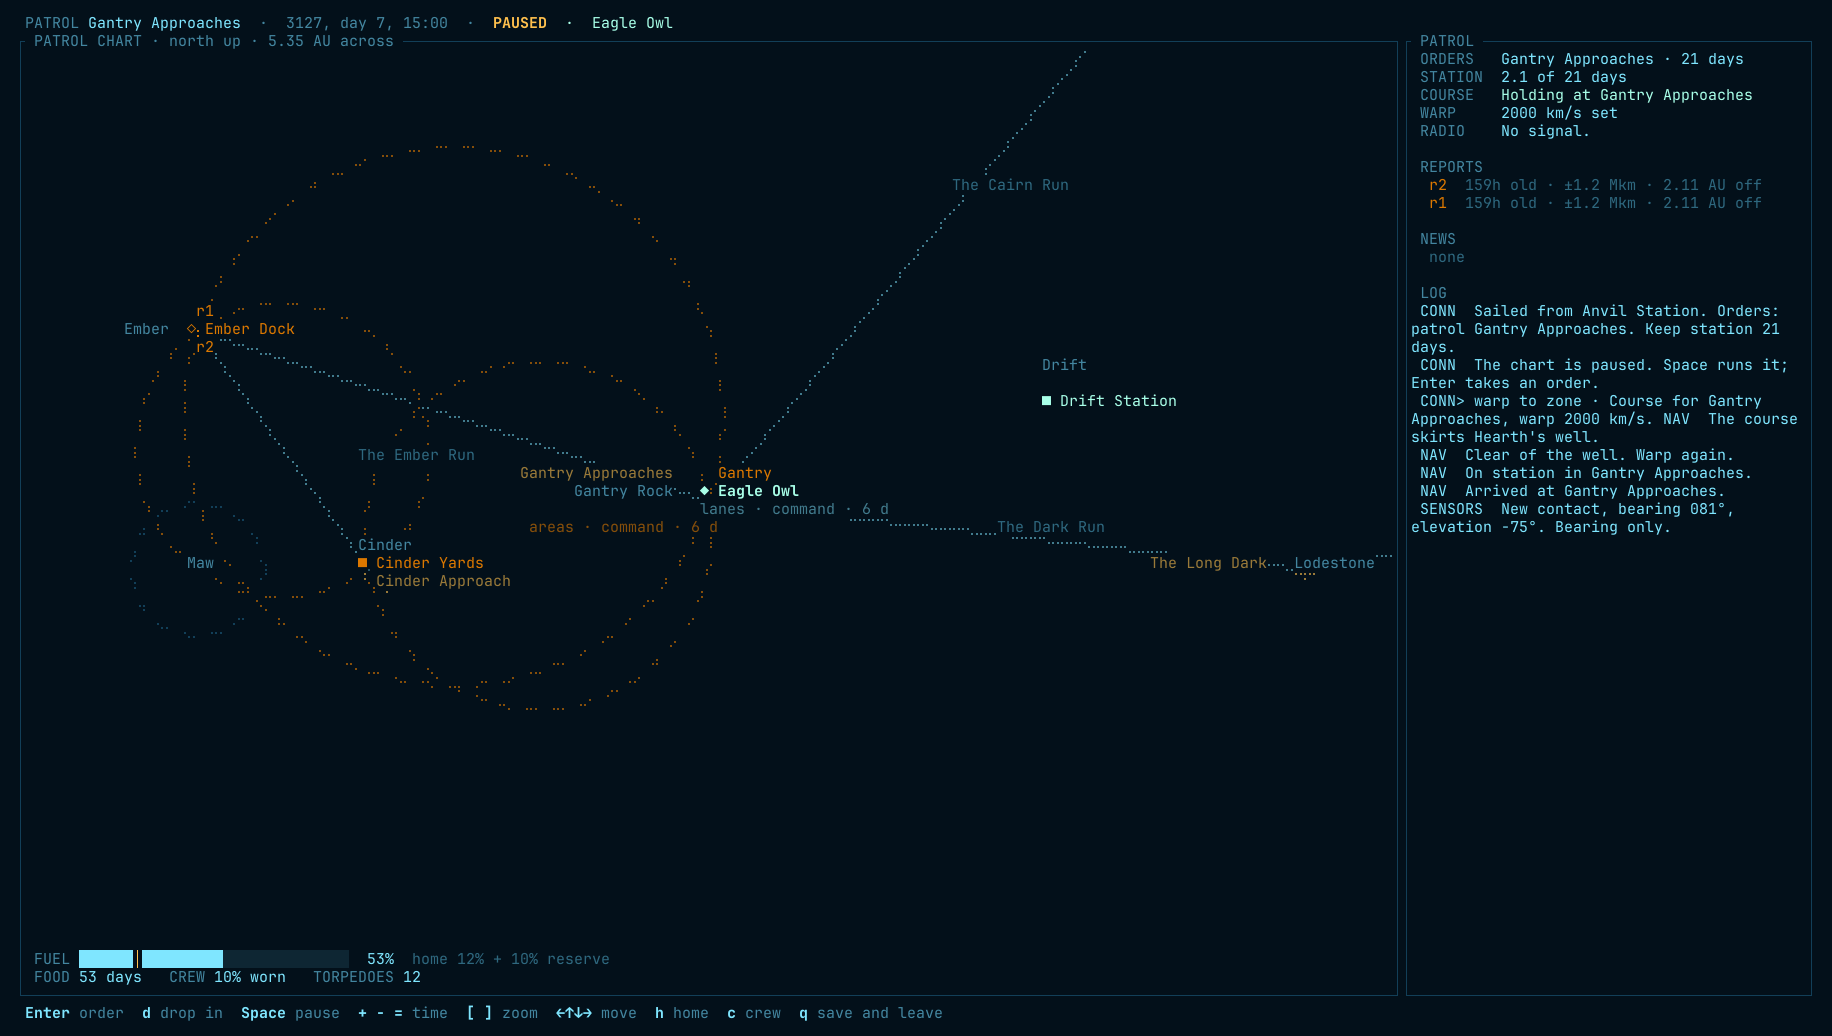 PATROL Gantry Approaches · 3127, day 7, 15:00 · PAUSED · Eagle Owl
PATROL CHART · north up · 5.35 AU across
The Cairn Run
r1
Ember ◇ Ember Dock
r2
Drift
■ Drift Station
The Ember Run
Gantry Approaches Gantry
Gantry Rock ◆ Eagle Owl
lanes · command · 6 d
areas · command · 6 d The Dark Run
Cinder
Maw ■ Cinder Yards The Long Dark Lodestone
Cinder Approach
FUEL 53% home 12% + 10% reserve
FOOD 53 days CREW 10% worn TORPEDOES 12
PATROL
ORDERS Gantry Approaches · 21 days
STATION 2.1 of 21 days
COURSE Holding at Gantry Approaches
WARP 2000 km/s set
RADIO No signal.
REPORTS
r2 159h old · ±1.2 Mkm · 2.11 AU off
r1 159h old · ±1.2 Mkm · 2.11 AU off
NEWS
none
LOG
CONN Sailed from Anvil Station. Orders:
patrol Gantry Approaches. Keep station 21
days.
CONN The chart is paused. Space runs it;
Enter takes an order.
CONN> warp to zone · Course for Gantry
Approaches, warp 2000 km/s. NAV The course
skirts Hearth's well.
NAV Clear of the well. Warp again.
NAV On station in Gantry Approaches.
NAV Arrived at Gantry Approaches.
SENSORS New contact, bearing 081°,
elevation -75°. Bearing only.
Enter order d drop in Space pause + - = time [ ] zoom ←↑↓→ move h home c crew q save and leave